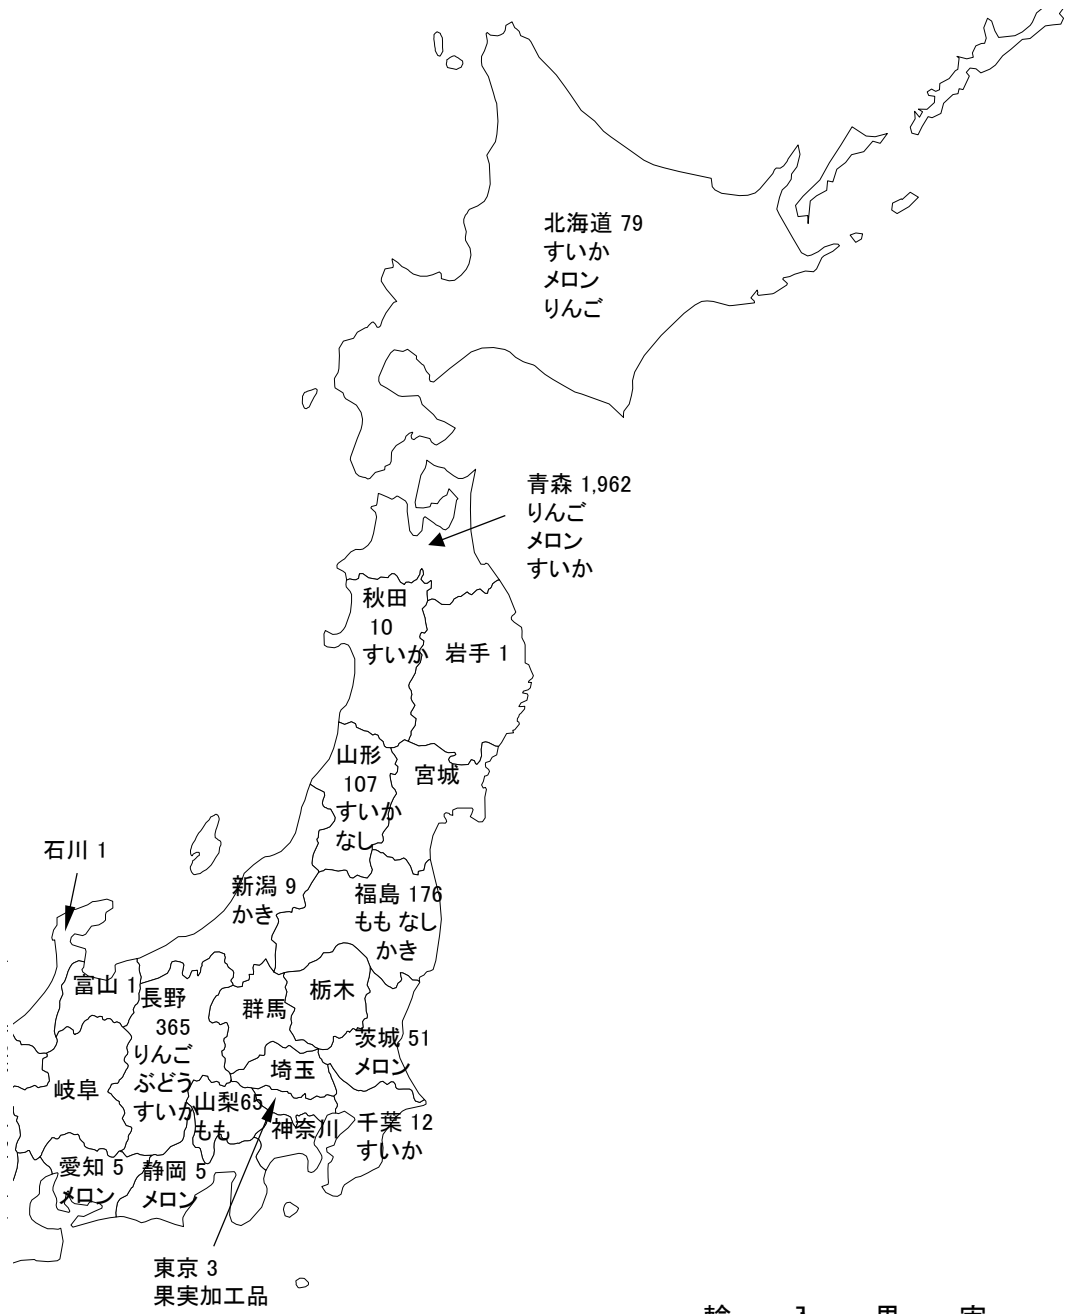 北海道 79
すいか
メロン
りんご
青森 1,962
りんご
メロン
すいか
秋田
10
すいか
岩手 1
山形
107
すいか
なし
宮城
石川 1
新潟 9
かき
福島 176
もも なし
かき
富山 1
長野
365
りんご
ぶどう
すいか
群馬
栃木
茨城 51
メロン
埼玉
岐阜
山梨65
もも
神奈川
千葉 12
すいか
愛知 5
メロン
静岡 5
メロン
東京 3
果実加工品